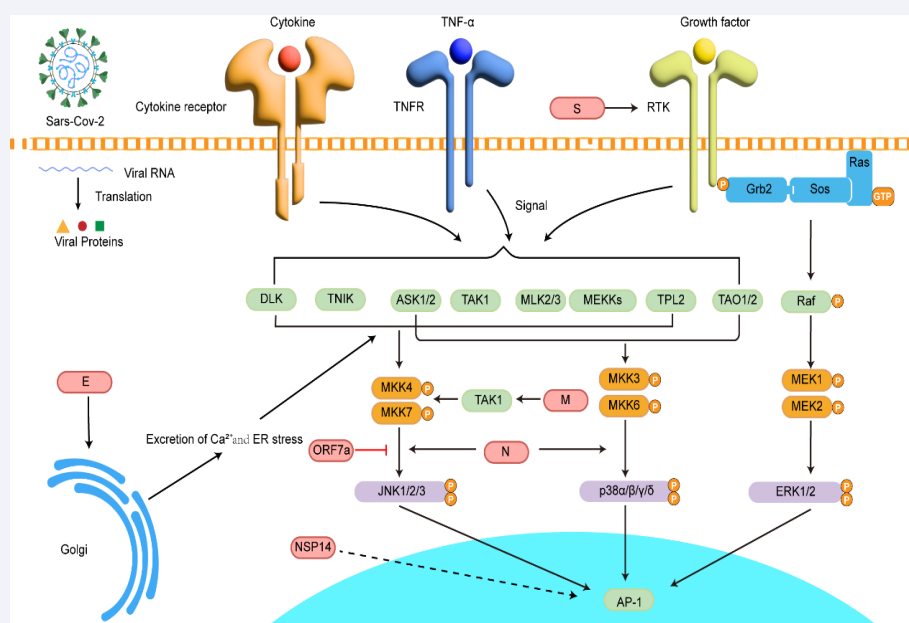 Cytokine
TNF-α
Growth factor
Sars-Cov-2
Cytokine receptor
TNFR
S
RTK
Viral RNA
Translation
Viral Proteins
Signal
P
Grb2
Sos
Ras
GTP
DLK
TNIK
ASK1/2
TAK1
MLK2/3
MEKKs
TPL2
TAO1/2
Raf
P
E
MKK4
P
MKK7
P
TAK1
M
MKK3
P
MKK6
P
MEK1
P
MEK2
P
Excretion of Ca²⁺and ER stress
ORF7a
N
JNK1/2/3
P
P
p38α/β/γ/δ
P
P
ERK1/2
P
P
Golgi
NSP14
AP-1